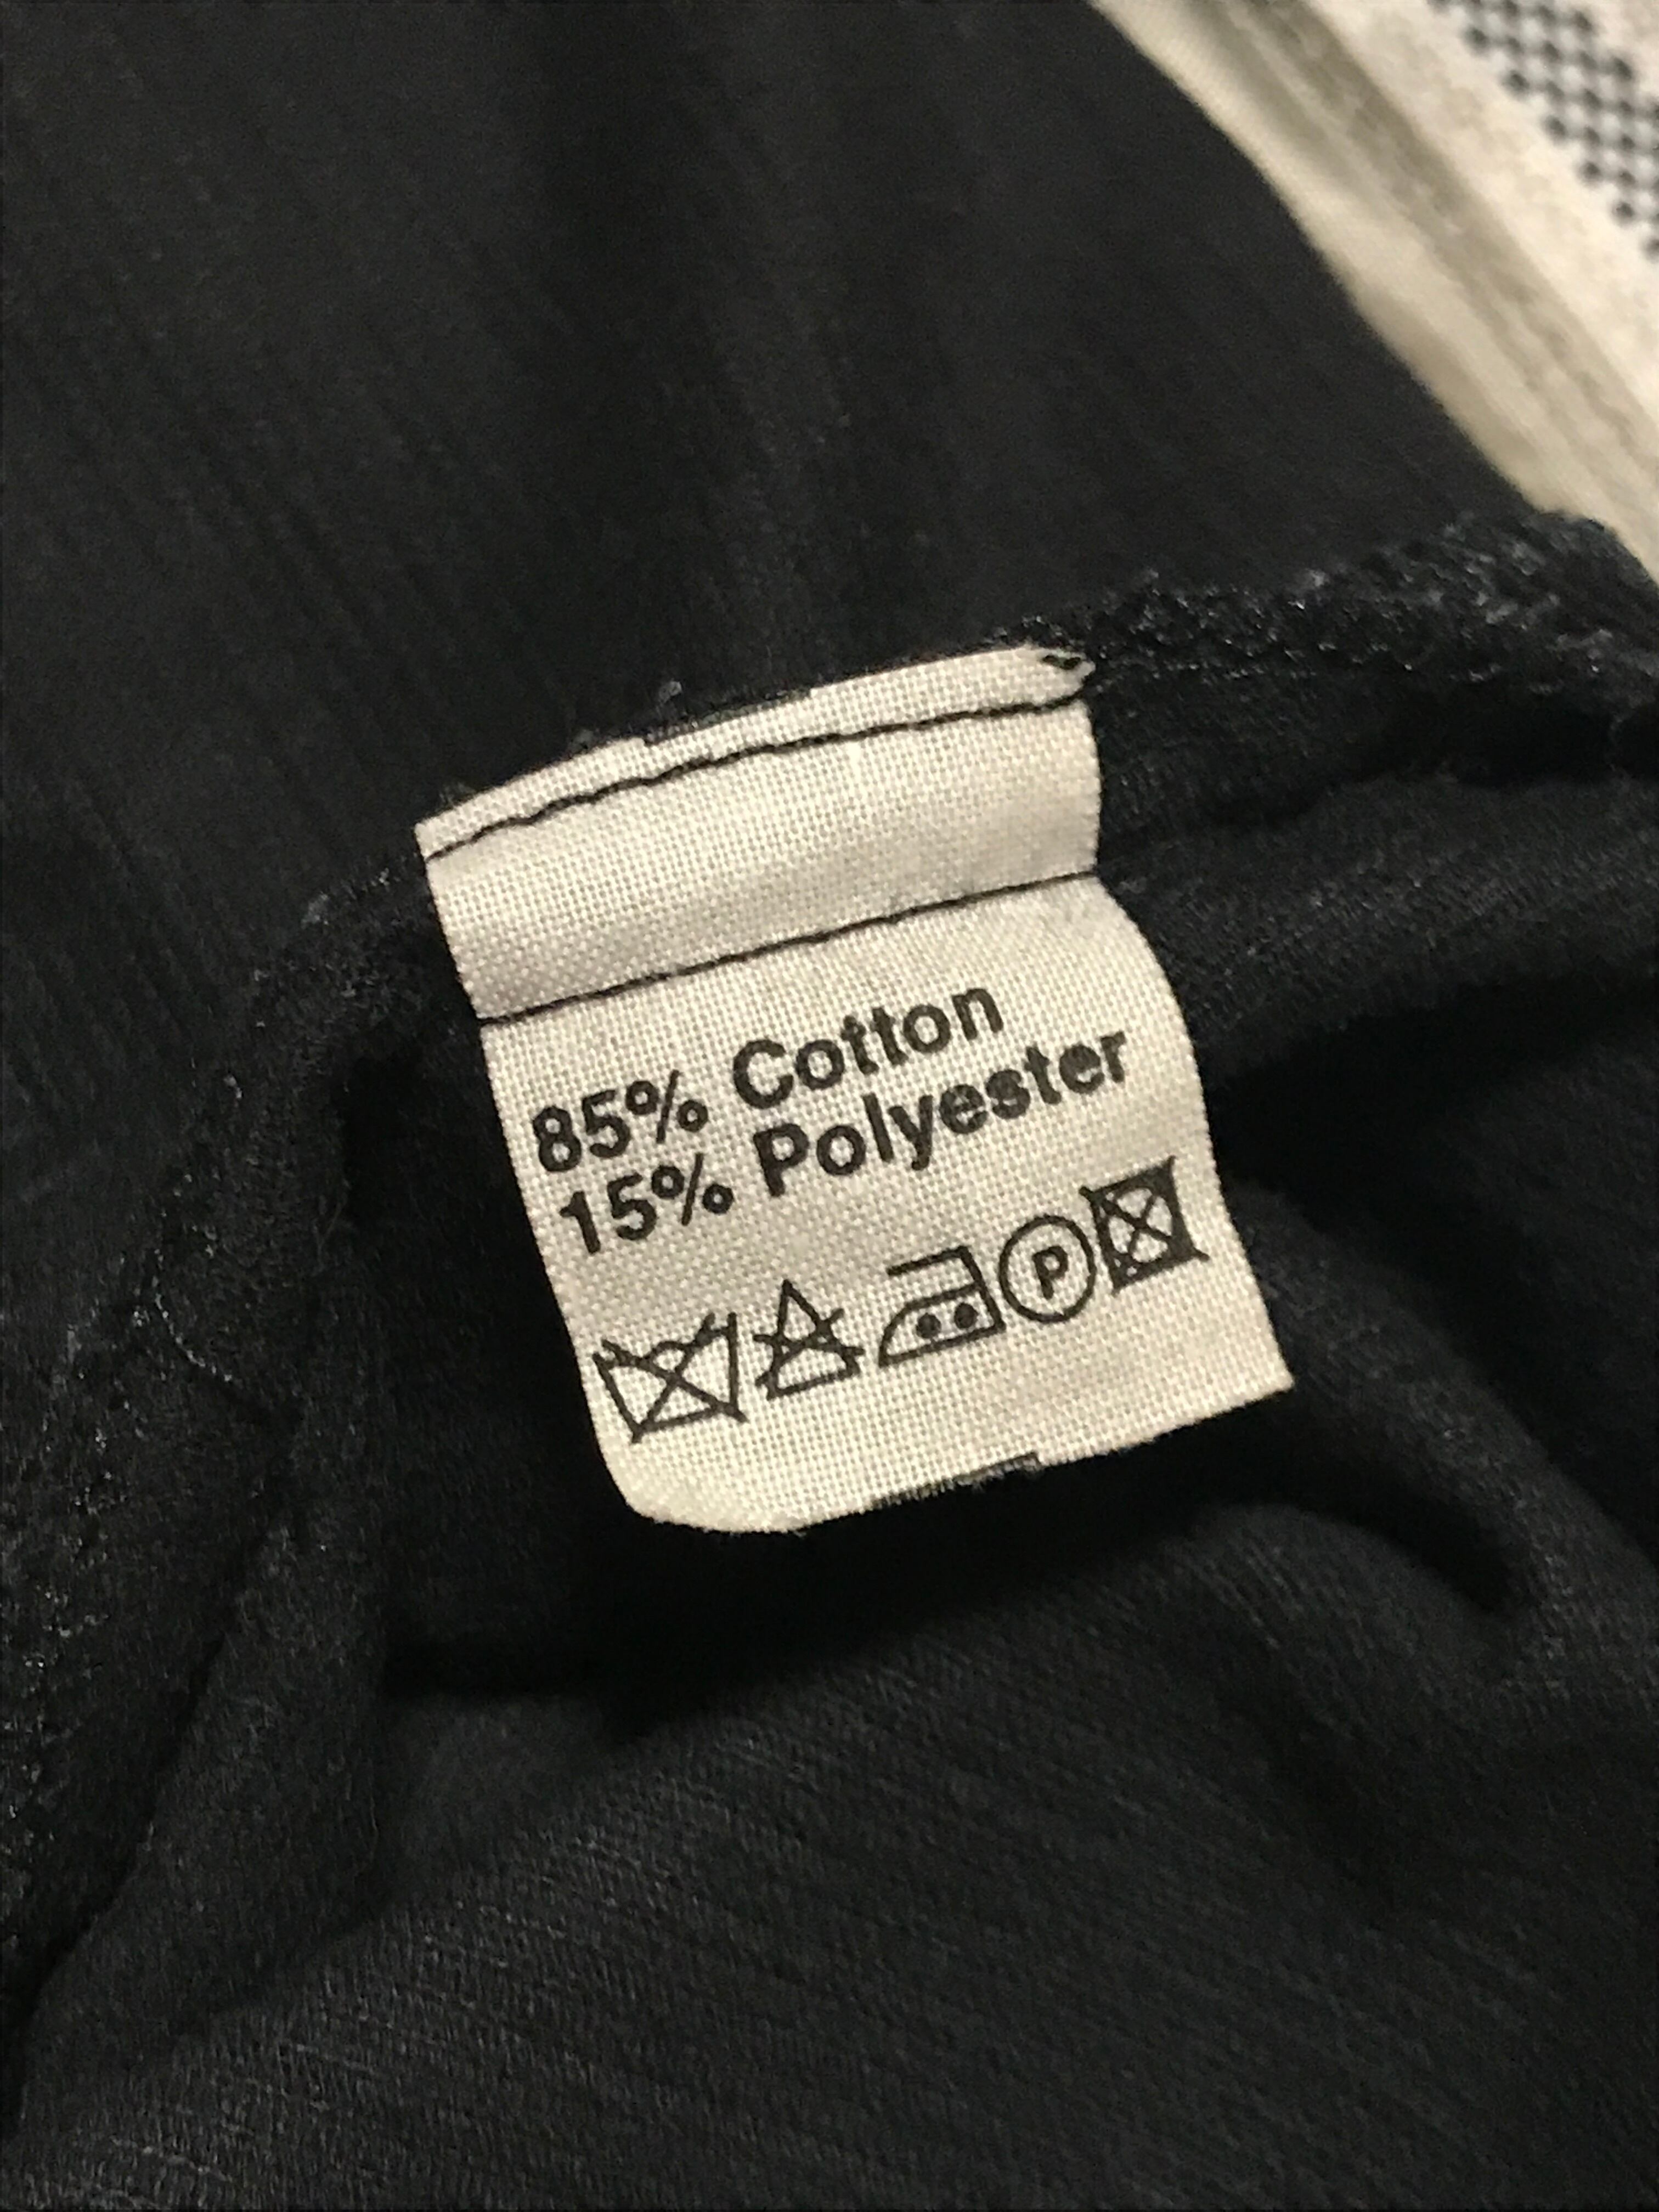 85% Cotton
15% Polyester
P